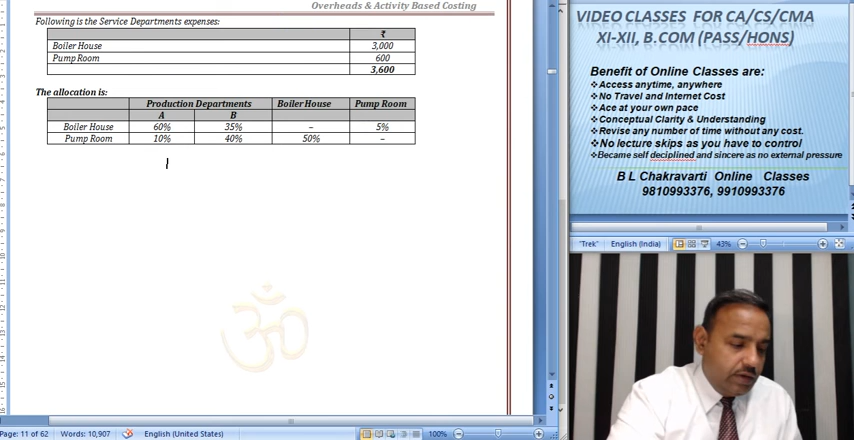 Overheads & Activity Based Costing
Following is the Service Departments expenses:
₹
Boiler House 3,000
Pump Room 600
3,600
The allocation is:
Production Departments Boiler House Pump Room
A B
Boiler House 60% 35% – 5%
Pump Room 10% 40% 50% –
ॐ
Page: 11 of 62 Words: 10,907 English (United States) 100%
VIDEO CLASSES FOR CA/CS/CMA
XI-XII, B.COM (PASS/HONS)
Benefit of Online Classes are:
❖Access anytime, anywhere
❖No Travel and Internet Cost
❖Ace at your own pace
❖Conceptual Clarity & Understanding
❖Revise any number of time without any cost.
❖No lecture skips as you have to control
❖Became self deciplined and sincere as no external pressure
B L Chakravarti Online Classes
9810993376, 9910993376
"Trek" English (India) 43%